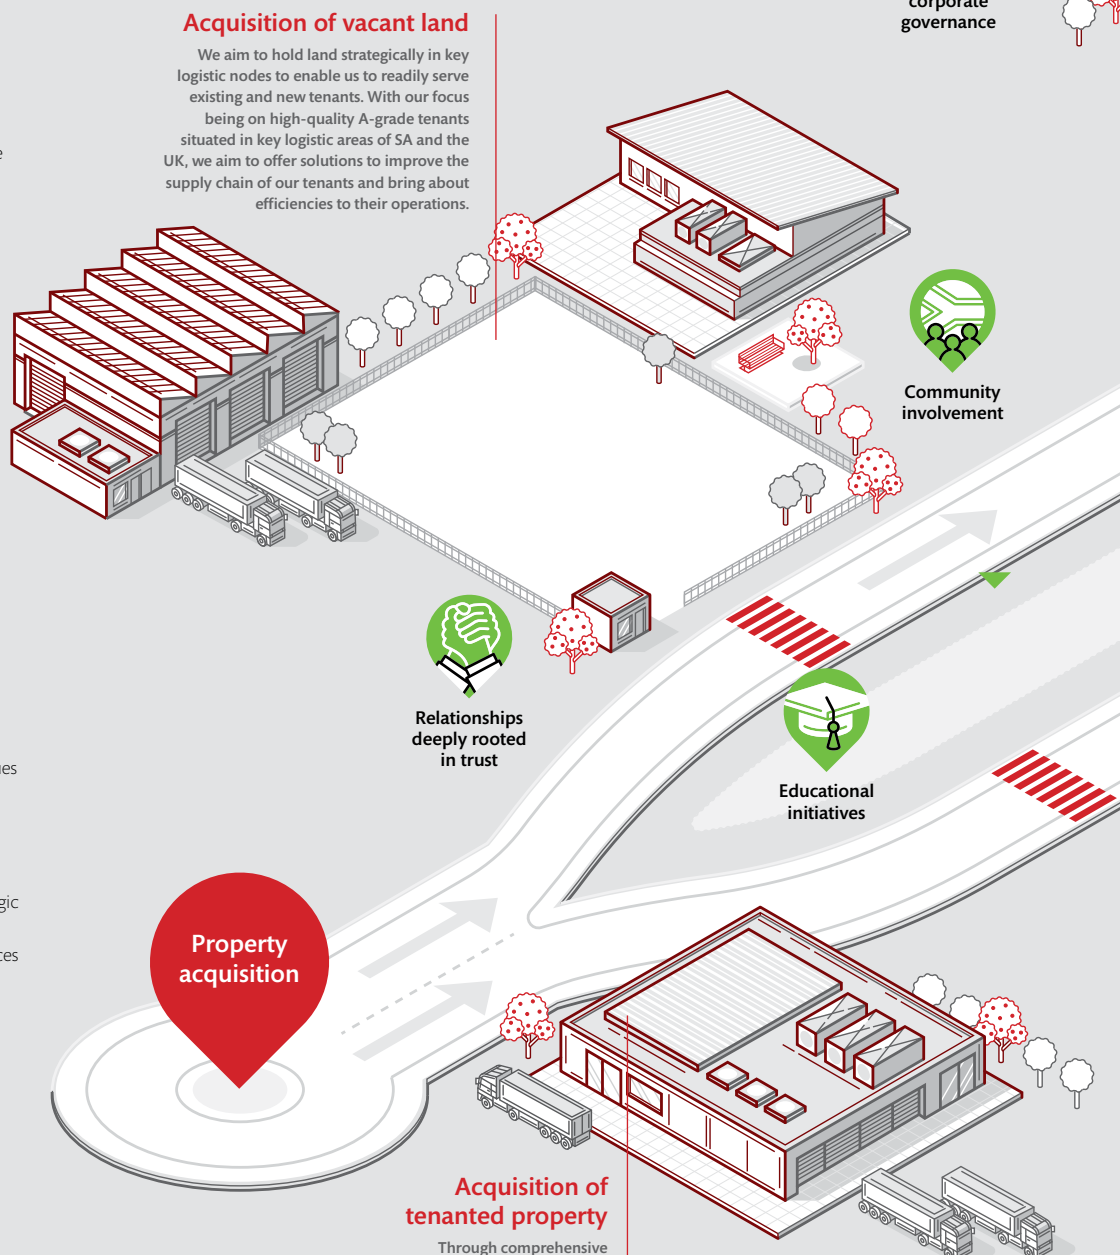 Acquisition of vacant land
We aim to hold land strategically in key
logistic nodes to enable us to readily serve
existing and new tenants. With our focus
being on high-quality A-grade tenants
situated in key logistic areas of SA and the
UK, we aim to offer solutions to improve the
supply chain of our tenants and bring about
efficiencies to their operations.
corporate
governance
Community
involvement
Relationships
deeply rooted
in trust
Educational
initiatives
Property
acquisition
Acquisition of
tenanted property
Through comprehensive